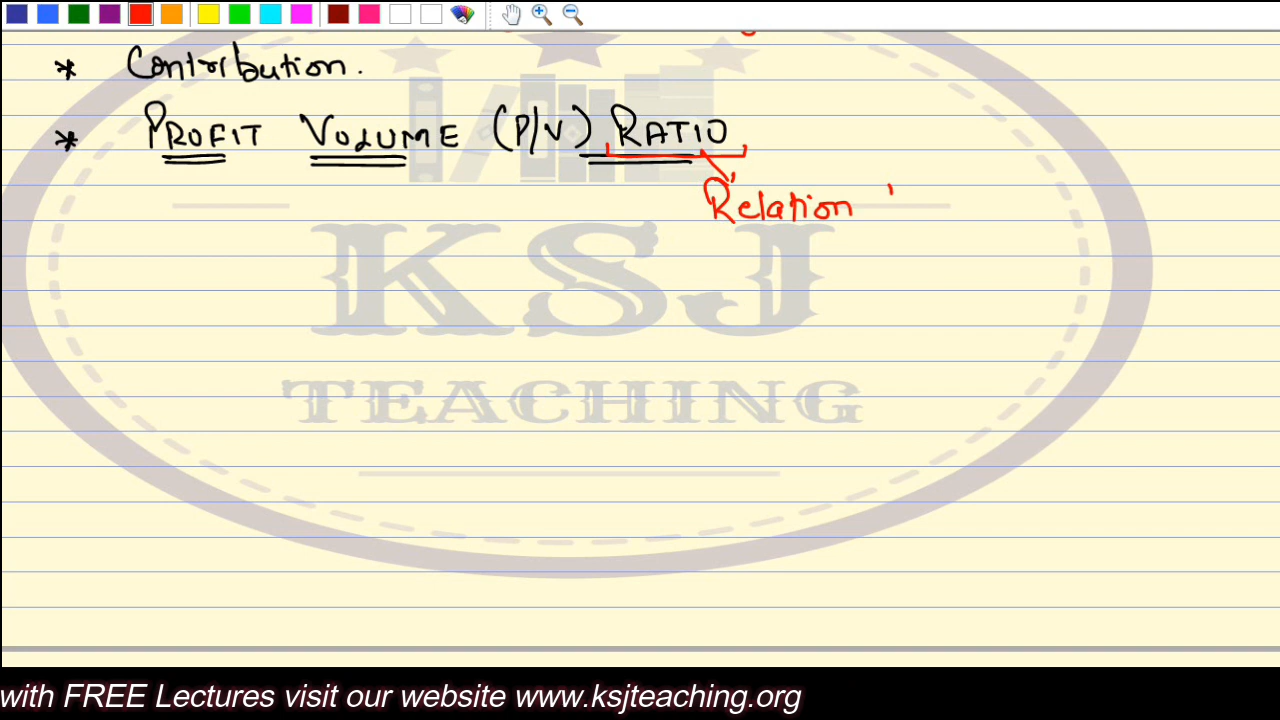 * Contribution.
* PROFIT VOLUME (P/V) RATIO
Relation
KSJ
TEACHING
with FREE Lectures visit our website www.ksjteaching.org